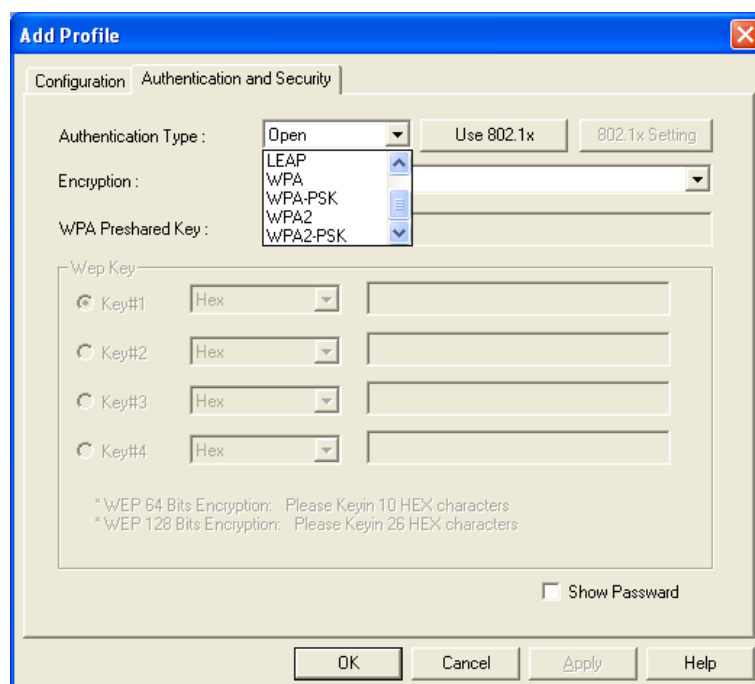 Add Profile
Configuration Authentication and Security
Authentication Type : Open Use 802.1x 802.1x Setting
LEAP
WPA
WPA-PSK
WPA2
WPA2-PSK
Encryption :
WPA Preshared Key :
Wep Key
Key#1 Hex
Key#2 Hex
Key#3 Hex
Key#4 Hex
* WEP 64 Bits Encryption: Please Keyin 10 HEX characters
* WEP 128 Bits Encryption: Please Keyin 26 HEX characters
Show Passward
OK Cancel Apply Help